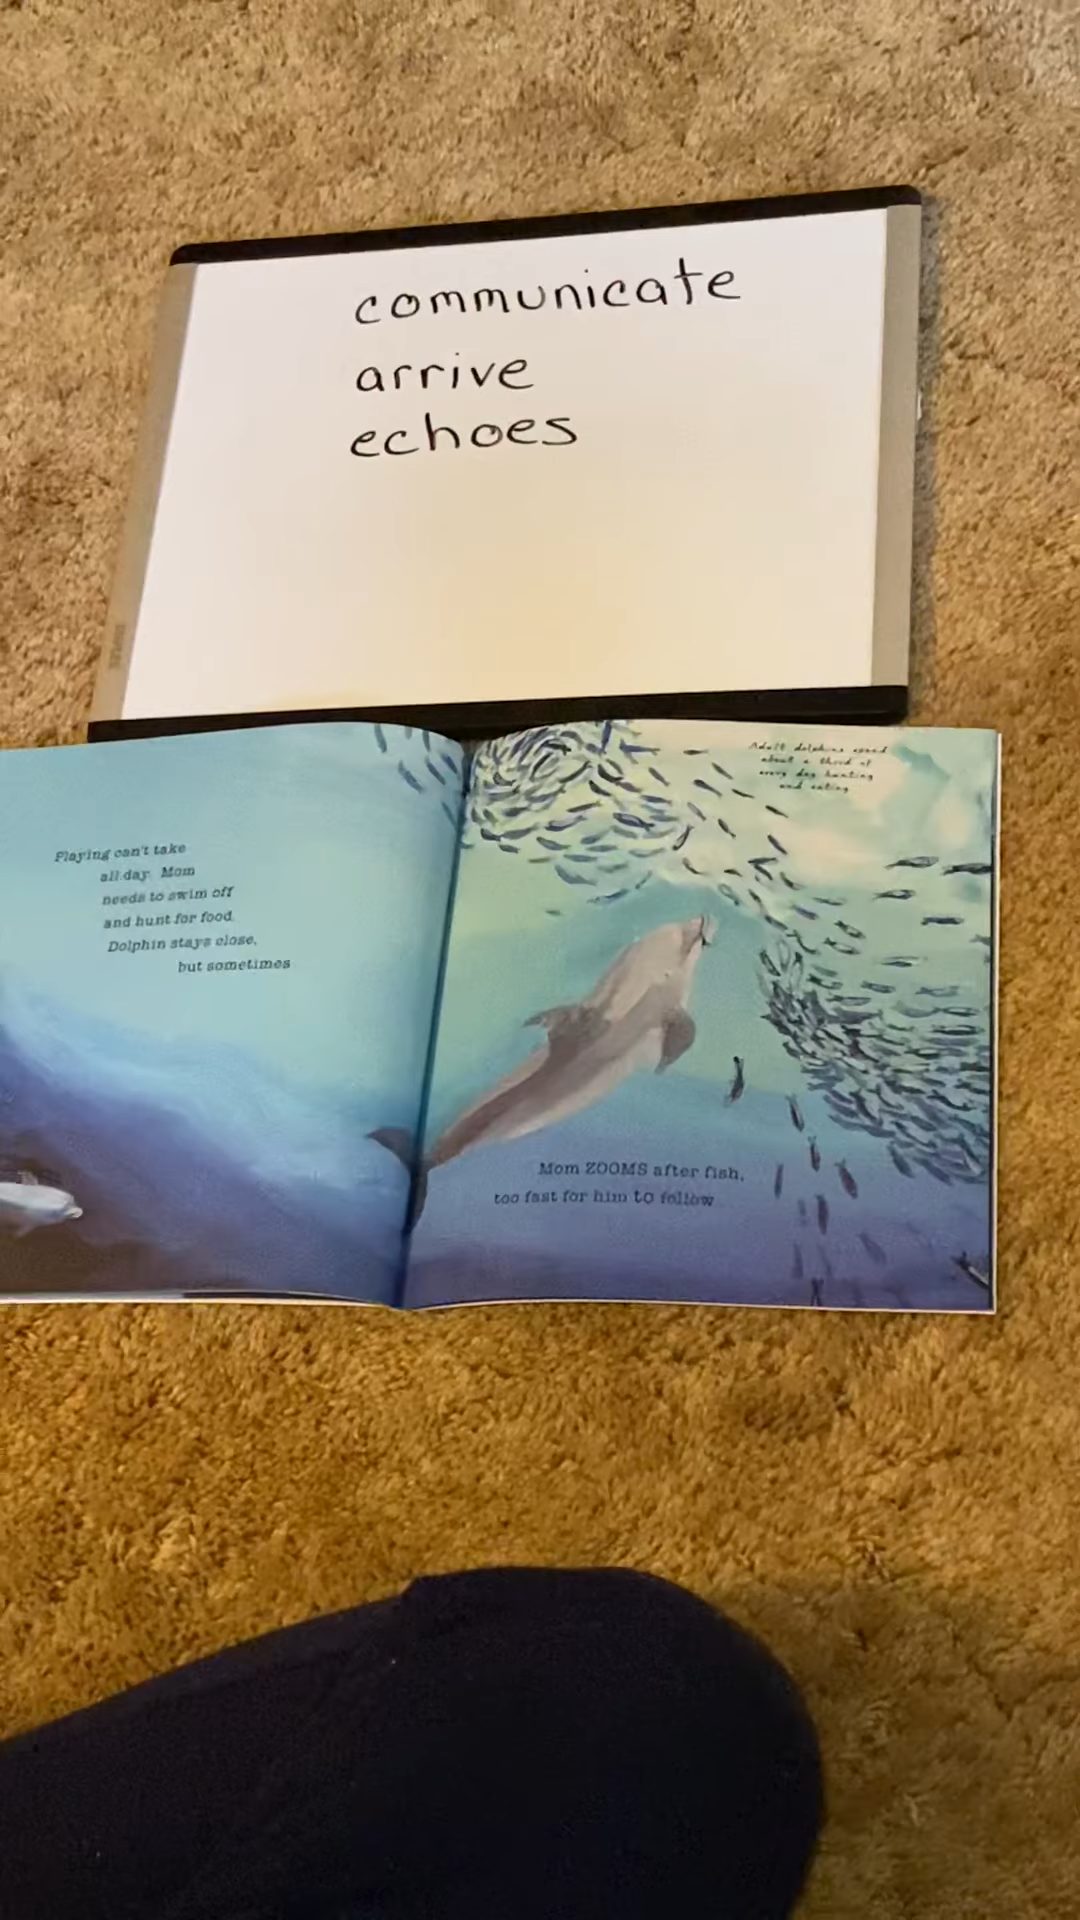 communicate
arrive
echoes
Playing can't take
all day. Mom
needs to swim off
and hunt for food.
Dolphin stays close,
but sometimes
Adult dolphins spend
about a third of
every day hunting
and eating
Mom ZOOMS after fish,
too fast for him to follow